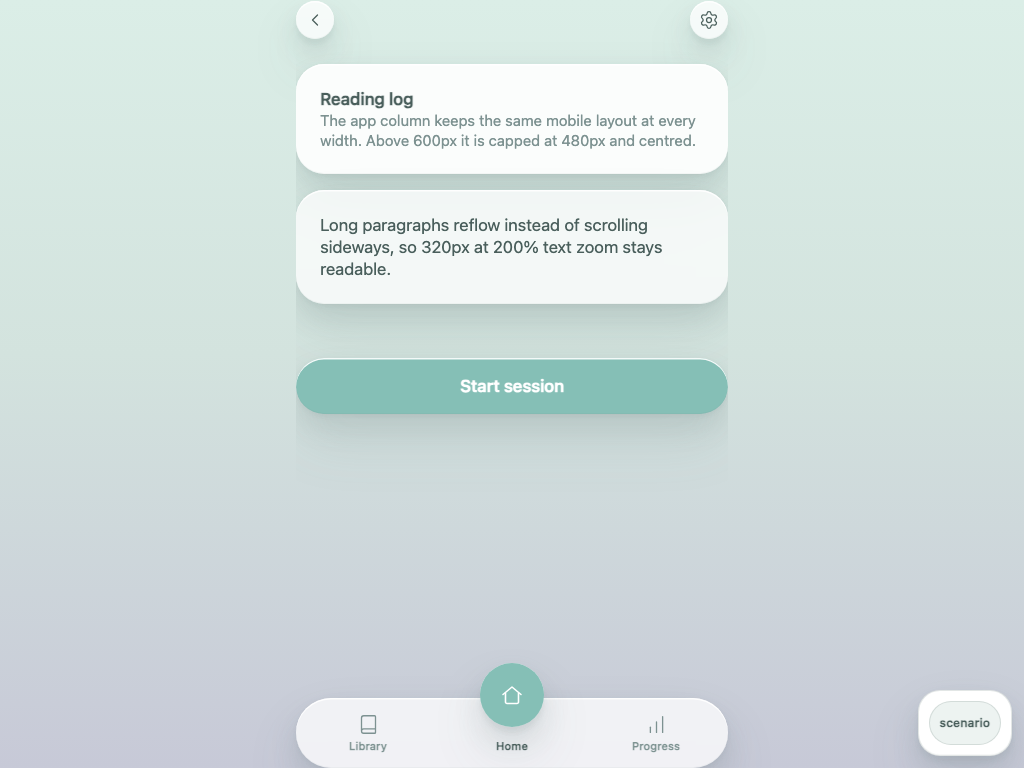 Reading log
The app column keeps the same mobile layout at every
width. Above 600px it is capped at 480px and centred.
Long paragraphs reflow instead of scrolling
sideways, so 320px at 200% text zoom stays
readable.
Start session
Library
Home
Progress
scenario